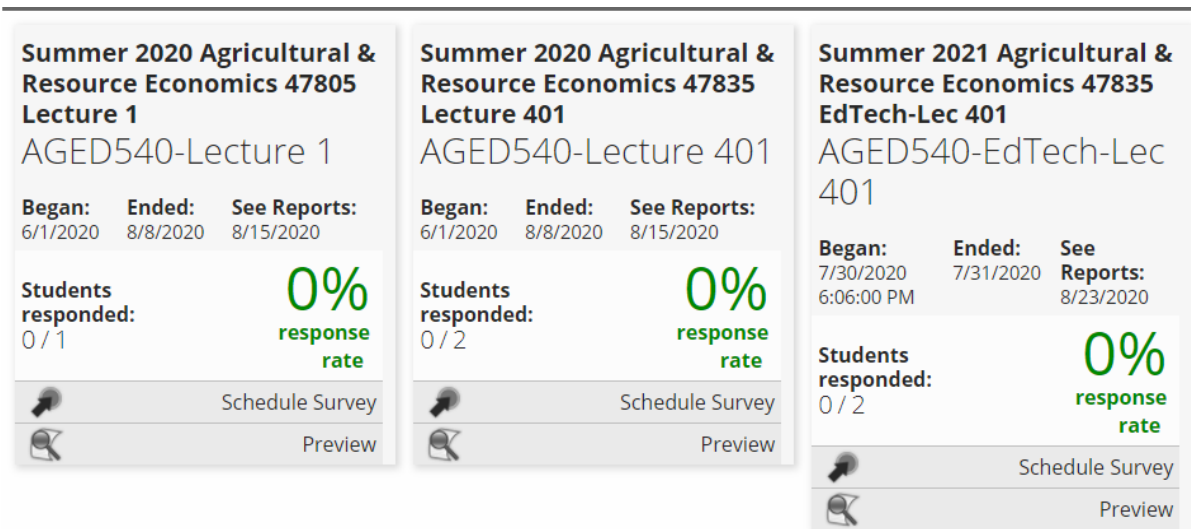 Summer 2020 Agricultural &
Resource Economics 47805
Lecture 1
AGED540-Lecture 1
Began: Ended: See Reports:
6/1/2020 8/8/2020 8/15/2020
Students
responded:
0 / 1
0%
response
rate
Schedule Survey
Preview
Summer 2020 Agricultural &
Resource Economics 47835
Lecture 401
AGED540-Lecture 401
Began: Ended: See Reports:
6/1/2020 8/8/2020 8/15/2020
Students
responded:
0 / 2
0%
response
rate
Schedule Survey
Preview
Summer 2021 Agricultural &
Resource Economics 47835
EdTech-Lec 401
AGED540-EdTech-Lec
401
Began: Ended: See
Reports:
7/30/2020 7/31/2020
6:06:00 PM 8/23/2020
Students
responded:
0 / 2
0%
response
rate
Schedule Survey
Preview